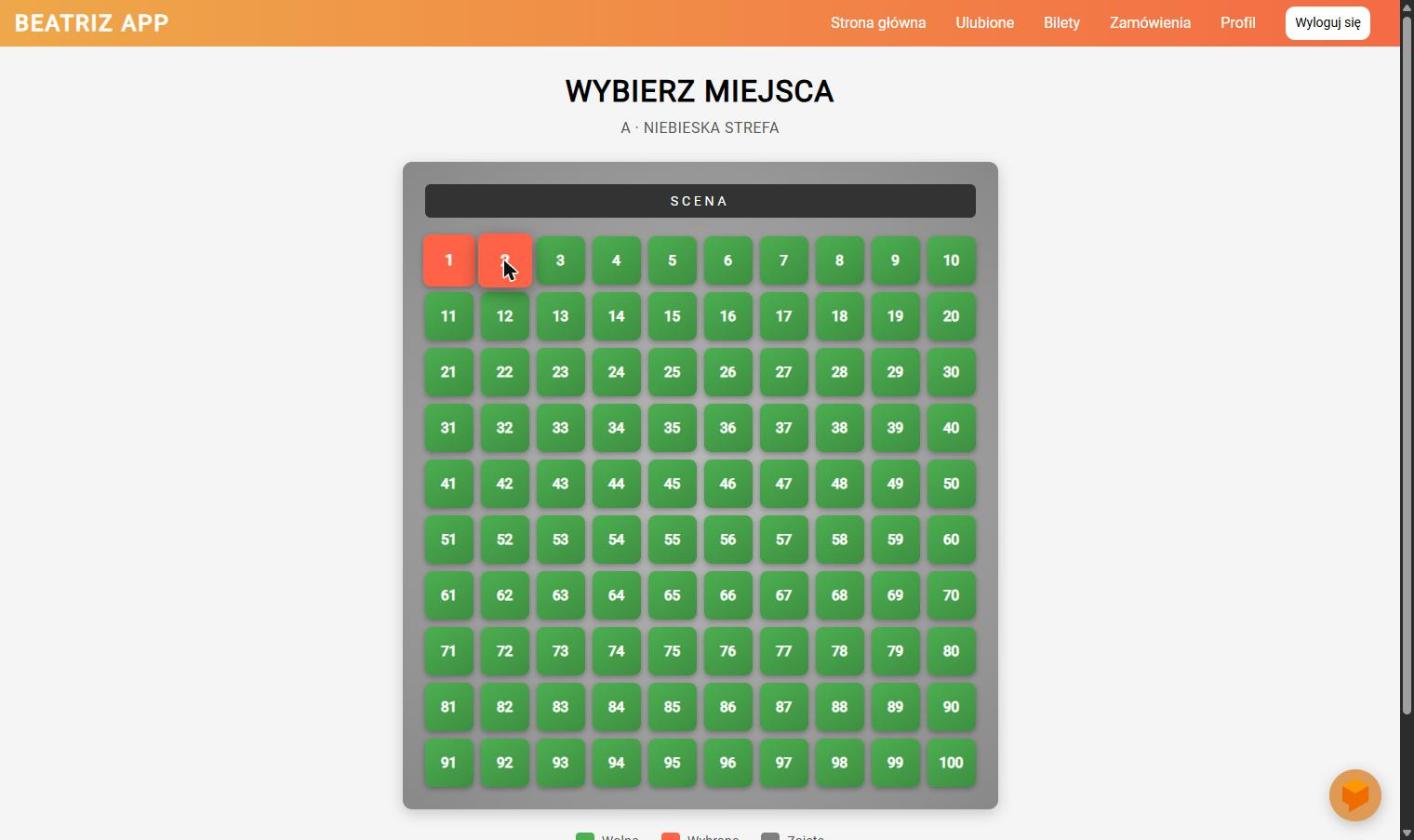 BEATRIZ APP Strona główna Ulubione Bilety Zamówienia Profil Wyloguj się
WYBIERZ MIEJSCA
A · NIEBIESKA STREFA
SCENA
1 2 3 4 5 6 7 8 9 10
11 12 13 14 15 16 17 18 19 20
21 22 23 24 25 26 27 28 29 30
31 32 33 34 35 36 37 38 39 40
41 42 43 44 45 46 47 48 49 50
51 52 53 54 55 56 57 58 59 60
61 62 63 64 65 66 67 68 69 70
71 72 73 74 75 76 77 78 79 80
81 82 83 84 85 86 87 88 89 90
91 92 93 94 95 96 97 98 99 100